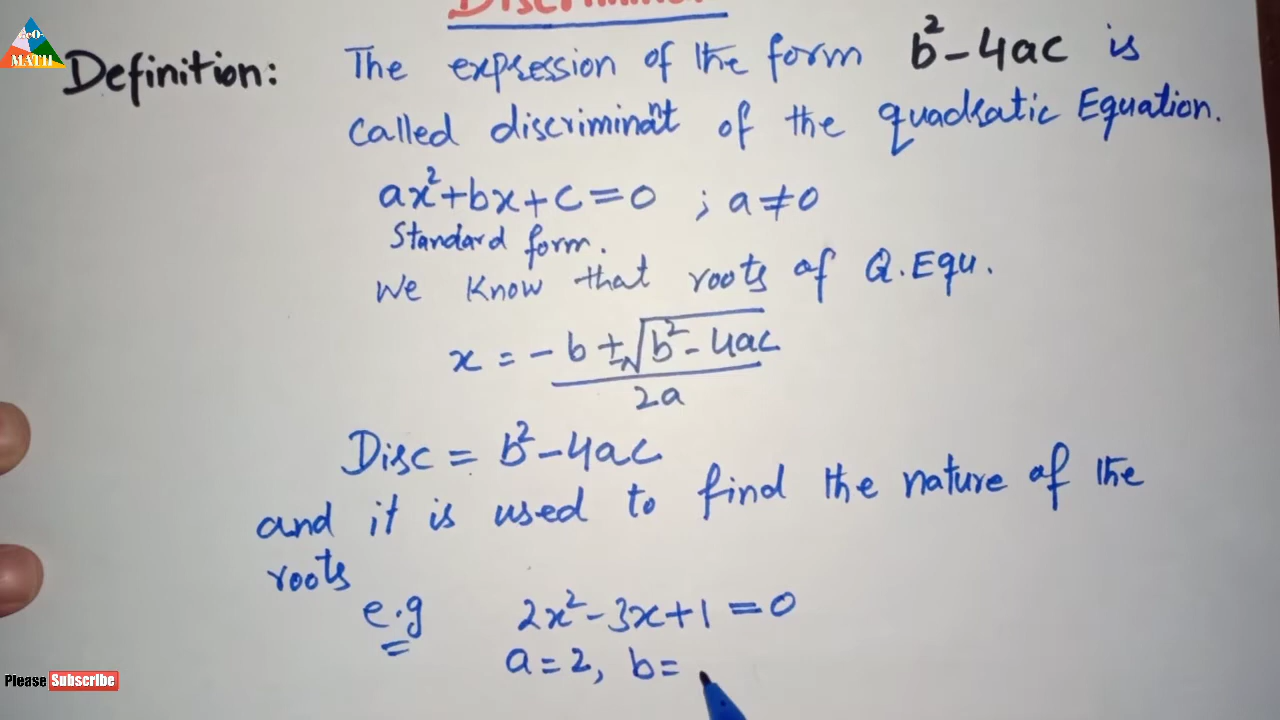 Definition: The expression of the form b²-4ac is
called discriminant of the quadratic Equation.
ax²+bx+c=0 ; a≠0
Standard form.
We Know that roots of Q.Equ.
x = -b ±√b²-4ac
2a
Disc = b²-4ac
and it is used to find the nature of the
roots
e.g 2x²-3x+1=0
a=2, b=
MATH
Please Subscribe